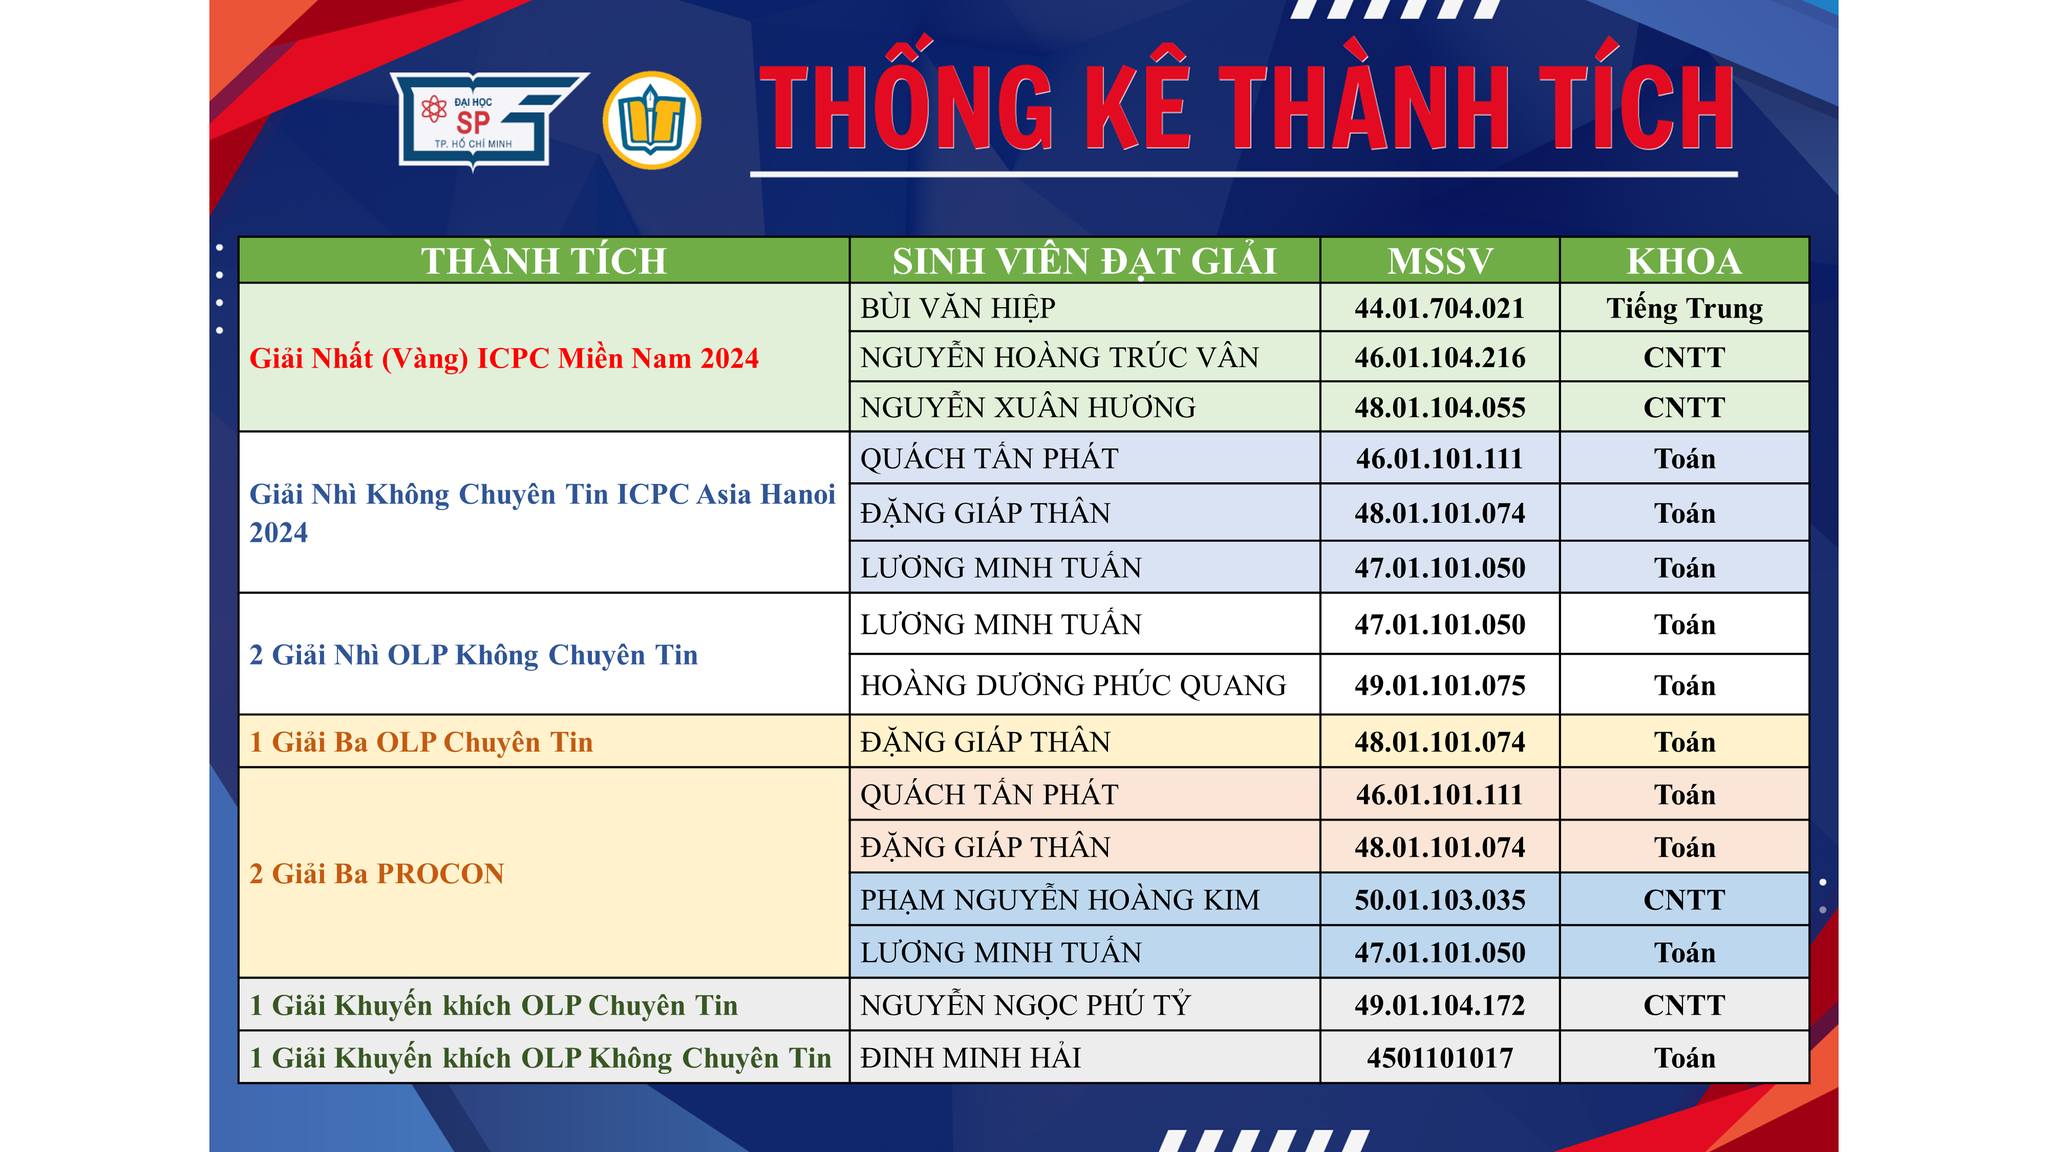 ĐẠI HỌC
SP
TP. HỒ CHÍ MINH
THỐNG KÊ THÀNH TÍCH
THÀNH TÍCH SINH VIÊN ĐẠT GIẢI MSSV KHOA
Giải Nhất (Vàng) ICPC Miền Nam 2024
BÙI VĂN HIỆP 44.01.704.021 Tiếng Trung
NGUYỄN HOÀNG TRÚC VÂN 46.01.104.216 CNTT
NGUYỄN XUÂN HƯƠNG 48.01.104.055 CNTT
Giải Nhì Không Chuyên Tin ICPC Asia Hanoi
2024
QUÁCH TẤN PHÁT 46.01.101.111 Toán
ĐẶNG GIÁP THÂN 48.01.101.074 Toán
LƯƠNG MINH TUẤN 47.01.101.050 Toán
2 Giải Nhì OLP Không Chuyên Tin
LƯƠNG MINH TUẤN 47.01.101.050 Toán
HOÀNG DƯƠNG PHÚC QUANG 49.01.101.075 Toán
1 Giải Ba OLP Chuyên Tin ĐẶNG GIÁP THÂN 48.01.101.074 Toán
2 Giải Ba PROCON
QUÁCH TẤN PHÁT 46.01.101.111 Toán
ĐẶNG GIÁP THÂN 48.01.101.074 Toán
PHẠM NGUYỄN HOÀNG KIM 50.01.103.035 CNTT
LƯƠNG MINH TUẤN 47.01.101.050 Toán
1 Giải Khuyến khích OLP Chuyên Tin NGUYỄN NGỌC PHÚ TỶ 49.01.104.172 CNTT
1 Giải Khuyến khích OLP Không Chuyên Tin ĐINH MINH HẢI 4501101017 Toán